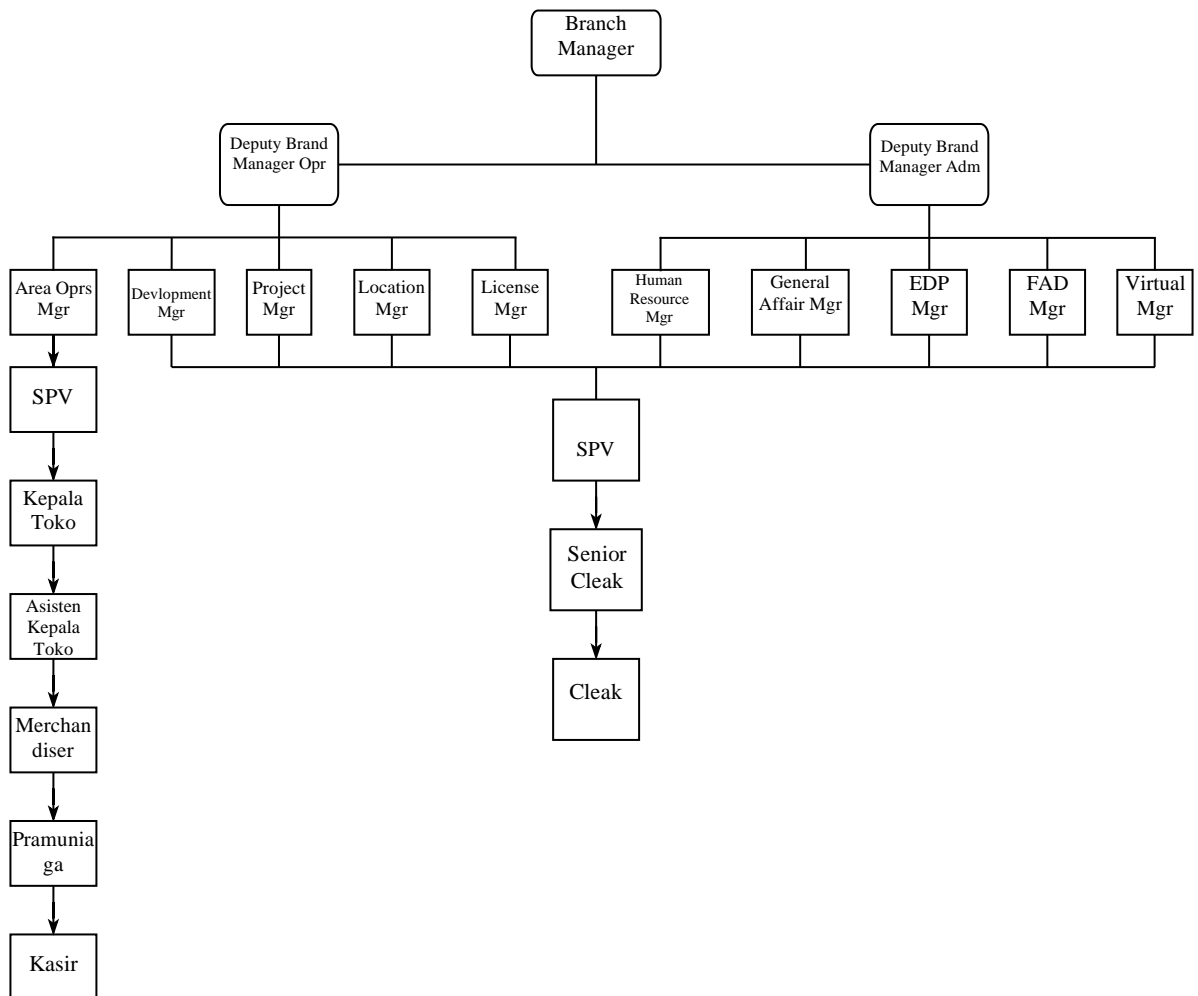 Branch
Manager
Deputy Brand
Manager Opr
Deputy Brand
Manager Adm
Area Oprs
Mgr
Devlopment
Mgr
Project
Mgr
Location
Mgr
License
Mgr
Human
Resource
Mgr
General
Affair Mgr
EDP
Mgr
FAD
Mgr
Virtual
Mgr
SPV
Kepala
Toko
Asisten
Kepala
Toko
Merchan
diser
Pramunia
ga
Kasir
SPV
Senior
Cleak
Cleak